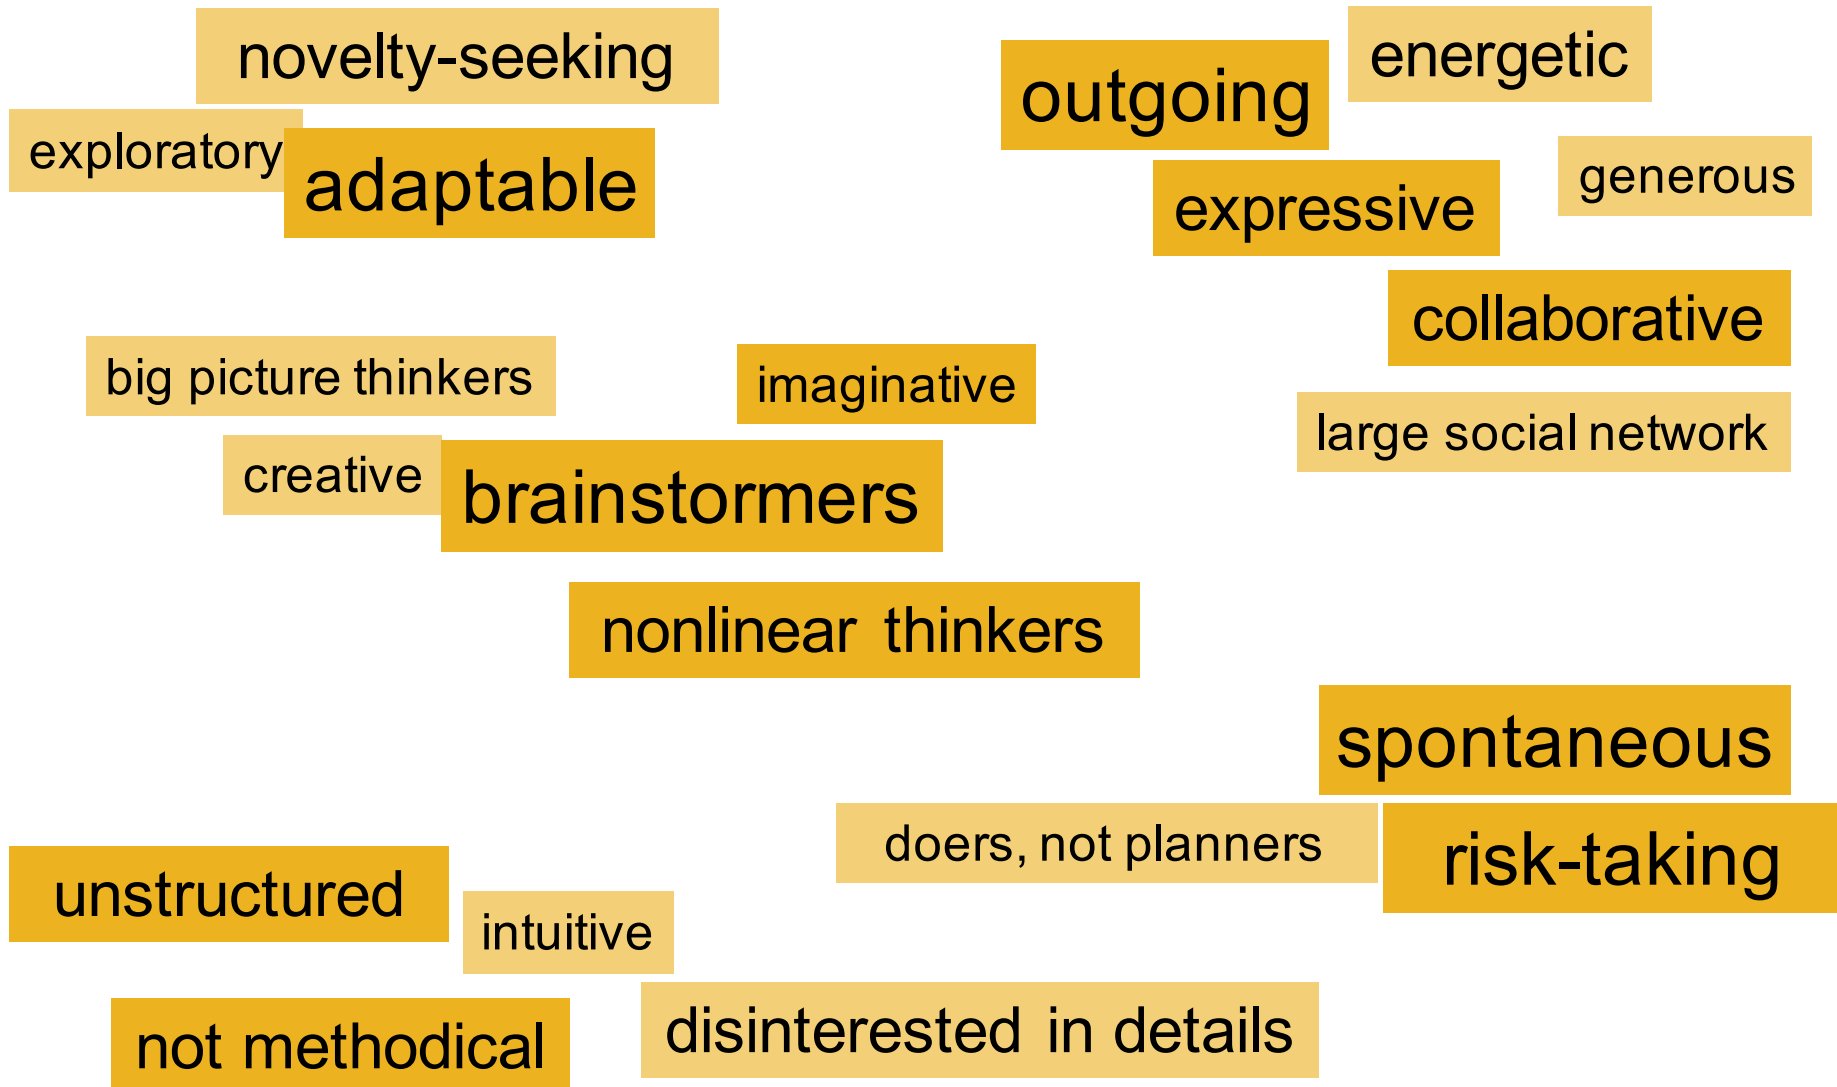 novelty-seeking
exploratory
adaptable
outgoing
energetic
generous
expressive
collaborative
large social network
big picture thinkers
imaginative
creative
brainstormers
nonlinear thinkers
spontaneous
doers, not planners
risk-taking
unstructured
intuitive
not methodical
disinterested in details